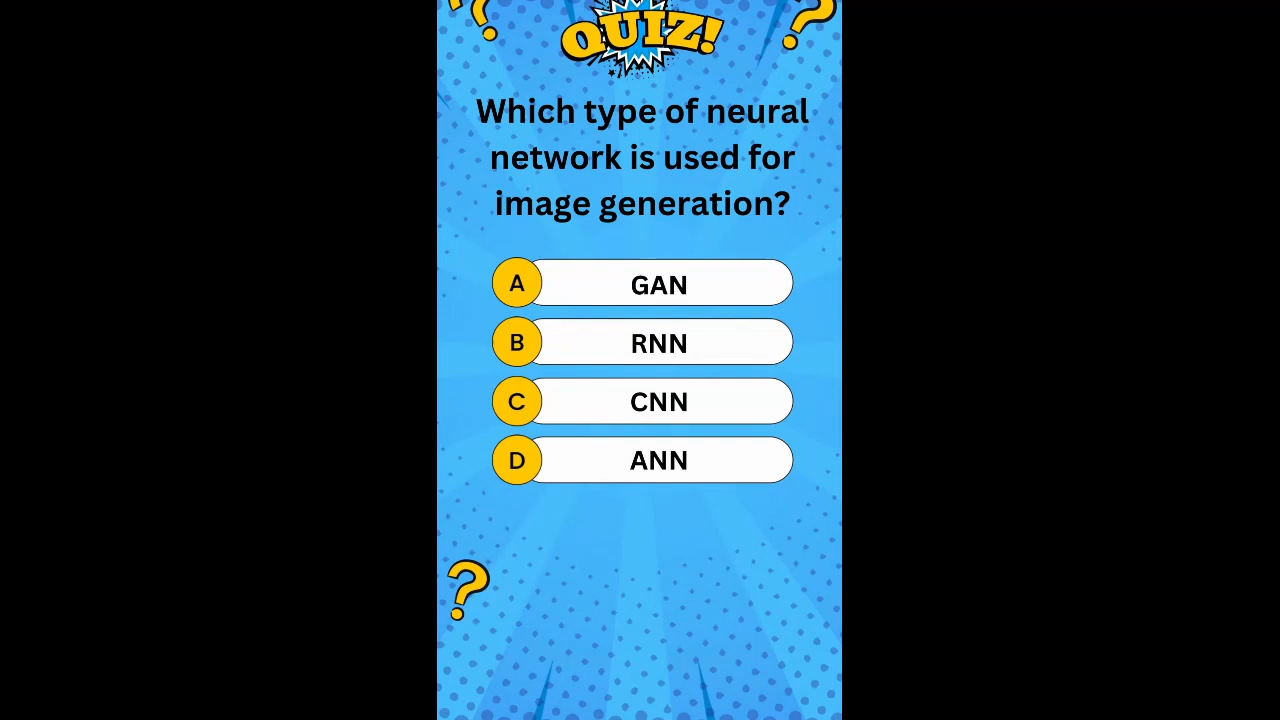 QUIZ!
Which type of neural
network is used for
image generation?
A GAN
B RNN
C CNN
D ANN